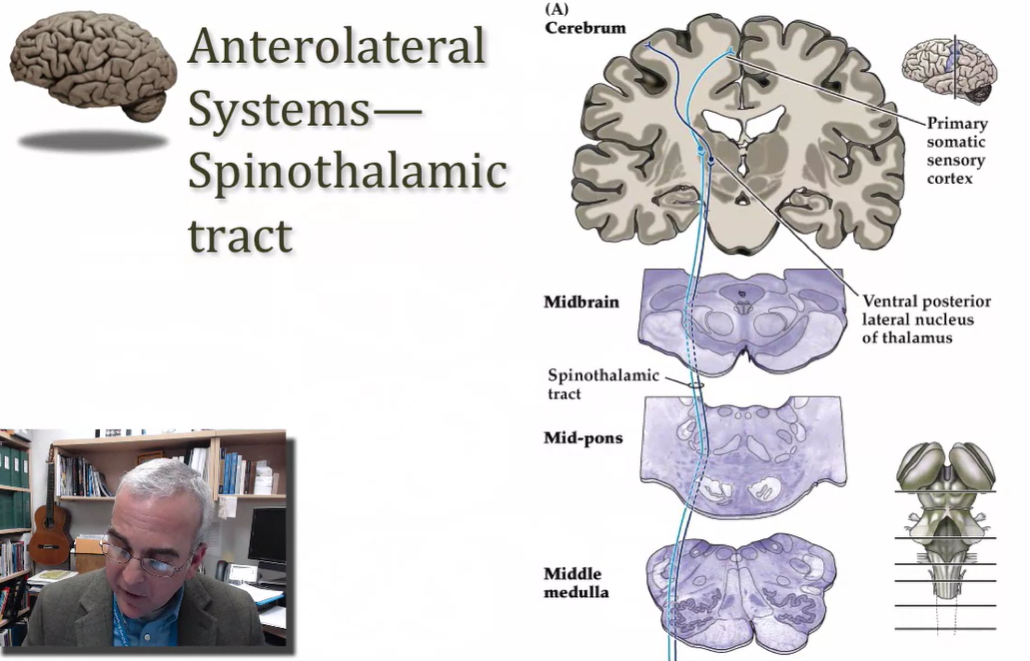 Anterolateral
Systems—
Spinothalamic
tract
(A)
Cerebrum
Primary
somatic
sensory
cortex
Midbrain
Ventral posterior
lateral nucleus
of thalamus
Spinothalamic
tract
Mid-pons
Middle
medulla